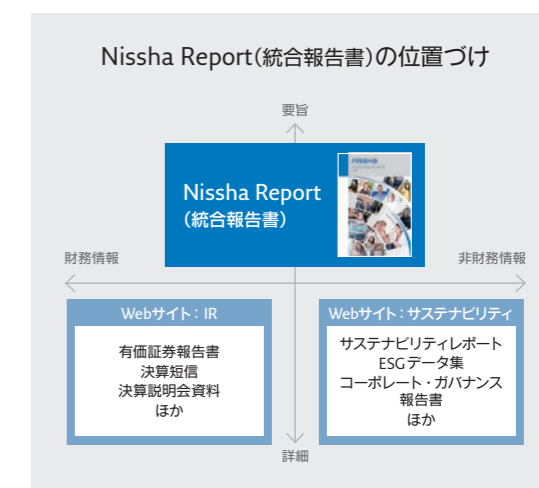 Nissha Report(統合報告書)の位置づけ
要旨
Nissha Report
(統合報告書)
nissha
財務情報
非財務情報
Webサイト:IR
有価証券報告書
決算短信
決算説明会資料
ほか
Webサイト:サステナビリティ
サステナビリティレポート
ESGデータ集
コーポレート・ガバナンス
報告書
ほか
詳細